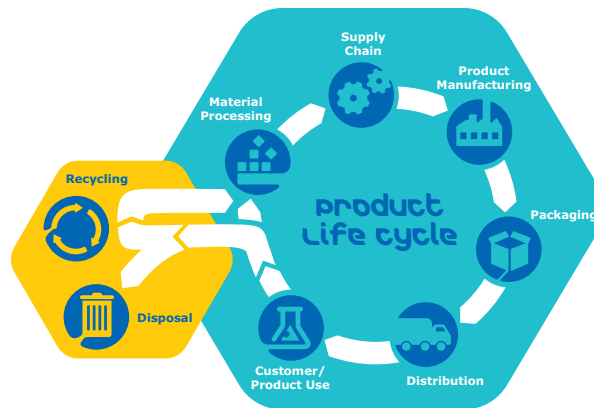 Supply
Chain
Product
Manufacturing
Material
Processing
Recycling
Product
Life Cycle
Packaging
Disposal
Customer/
Product Use
Distribution